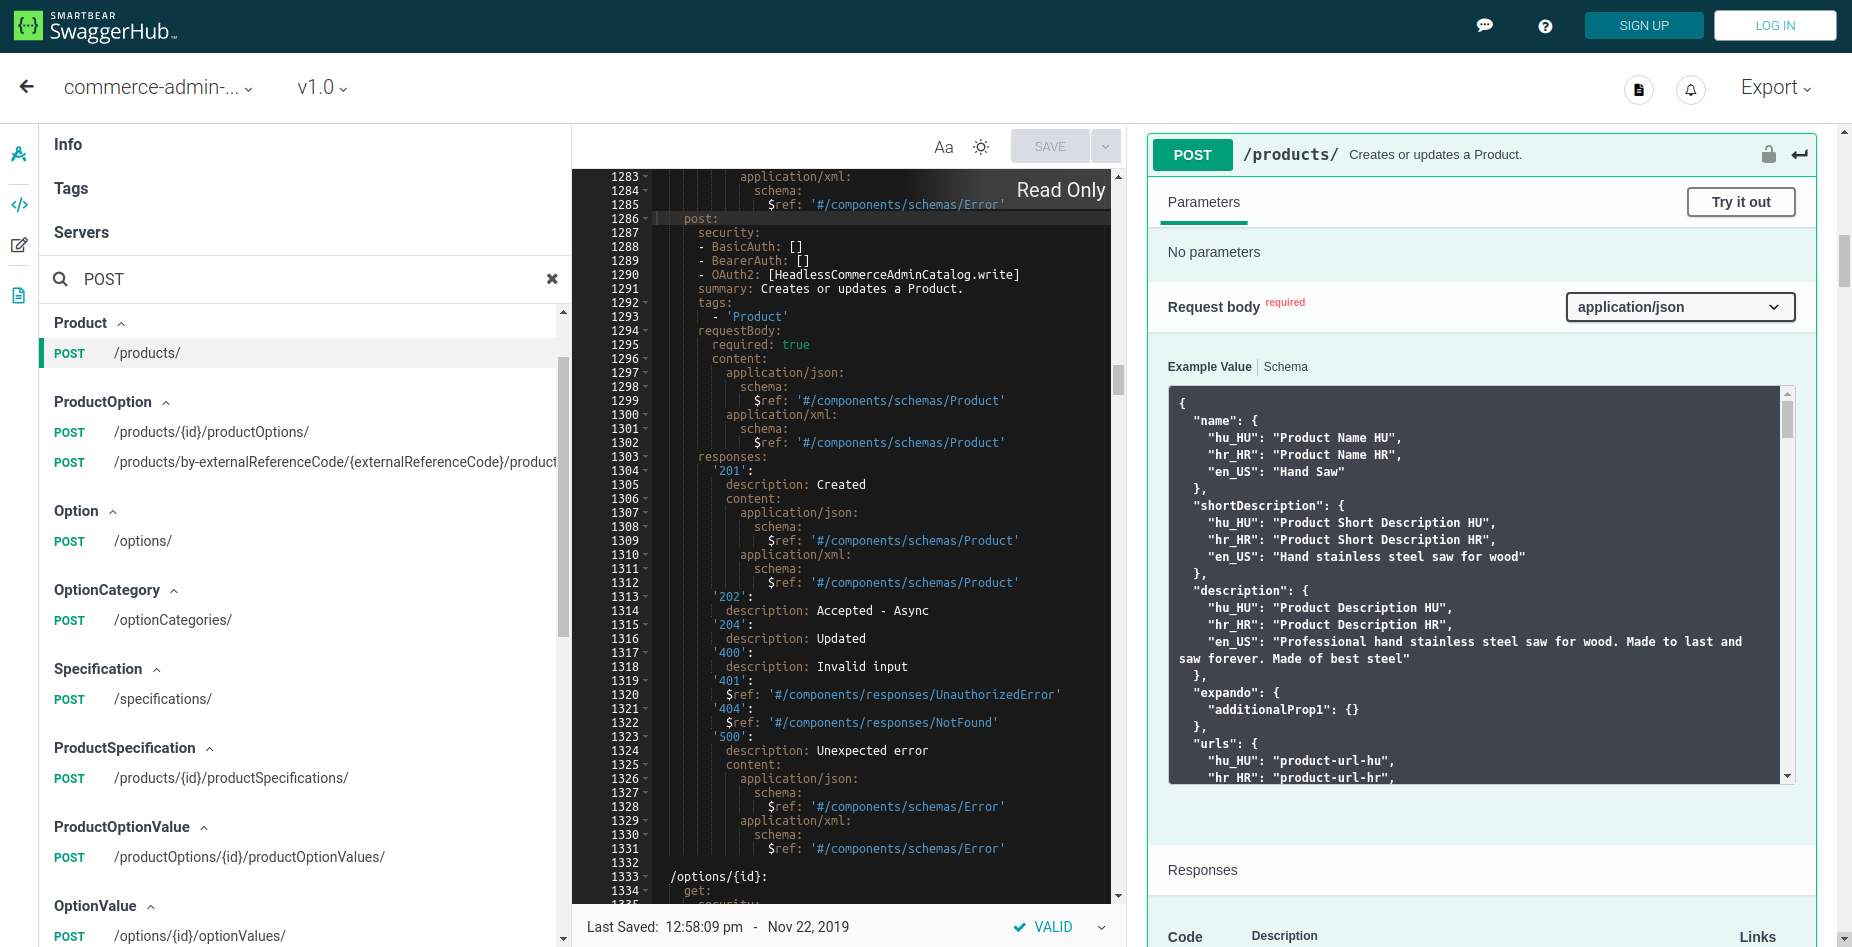 SMARTBEAR
SwaggerHub™
SIGN UP
LOG IN
commerce-admin-...
v1.0
Export
Info
Tags
Servers
POST
Product
POST /products/
ProductOption
POST /products/{id}/productOptions/
POST /products/by-externalReferenceCode/{externalReferenceCode}/product
Option
POST /options/
OptionCategory
POST /optionCategories/
Specification
POST /specifications/
ProductSpecification
POST /products/{id}/productSpecifications/
ProductOptionValue
POST /productOptions/{id}/productOptionValues/
OptionValue
POST /options/{id}/optionValues/
Aa
SAVE
Read Only
1283 application/xml:
1284 schema:
1285 $ref: '#/components/schemas/Error'
1286 post:
1287 security:
1288 - BasicAuth: []
1289 - BearerAuth: []
1290 - OAuth2: [HeadlessCommerceAdminCatalog.write]
1291 summary: Creates or updates a Product.
1292 tags:
1293 - 'Product'
1294 requestBody:
1295 required: true
1296 content:
1297 application/json:
1298 schema:
1299 $ref: '#/components/schemas/Product'
1300 application/xml:
1301 schema:
1302 $ref: '#/components/schemas/Product'
1303 responses:
1304 '201':
1305 description: Created
1306 content:
1307 application/json:
1308 schema:
1309 $ref: '#/components/schemas/Product'
1310 application/xml:
1311 schema:
1312 $ref: '#/components/schemas/Product'
1313 '202':
1314 description: Accepted - Async
1315 '204':
1316 description: Updated
1317 '400':
1318 description: Invalid input
1319 '401':
1320 $ref: '#/components/responses/UnauthorizedError'
1321 '404':
1322 $ref: '#/components/responses/NotFound'
1323 '500':
1324 description: Unexpected error
1325 content:
1326 application/json:
1327 schema:
1328 $ref: '#/components/schemas/Error'
1329 application/xml:
1330 schema:
1331 $ref: '#/components/schemas/Error'
1332
1333 /options/{id}:
1334 get:
1335 security:
Last Saved: 12:58:09 pm - Nov 22, 2019
VALID
POST /products/ Creates or updates a Product.
Parameters
Try it out
No parameters
Request body required
application/json
Example Value | Schema
{
"name": {
"hu_HU": "Product Name HU",
"hr_HR": "Product Name HR",
"en_US": "Hand Saw"
},
"shortDescription": {
"hu_HU": "Product Short Description HU",
"hr_HR": "Product Short Description HR",
"en_US": "Hand stainless steel saw for wood"
},
"description": {
"hu_HU": "Product Description HU",
"hr_HR": "Product Description HR",
"en_US": "Professional hand stainless steel saw for wood. Made to last and
saw forever. Made of best steel"
},
"expando": {
"additionalProp1": {}
},
"urls": {
"hu_HU": "product-url-hu",
"hr_HR": "product-url-hr",
Responses
Code Description Links